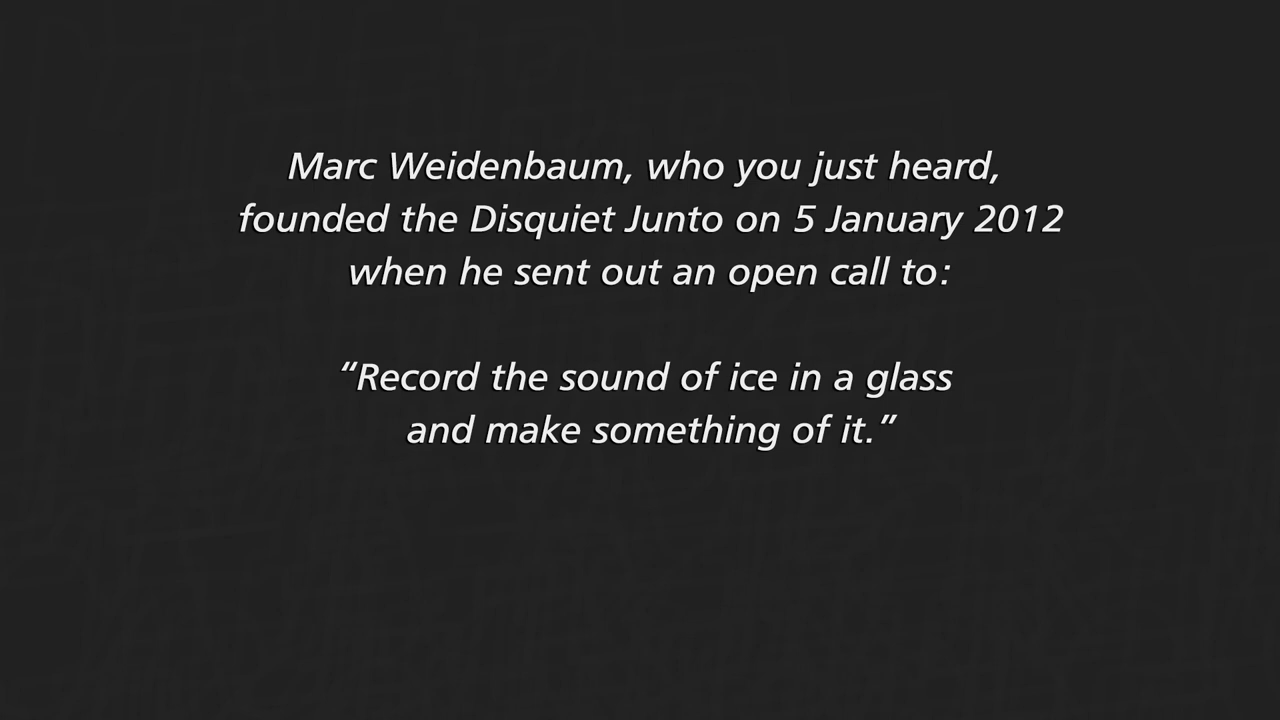 Marc Weidenbaum, who you just heard,
founded the Disquiet Junto on 5 January 2012
when he sent out an open call to:
“Record the sound of ice in a glass
and make something of it.”